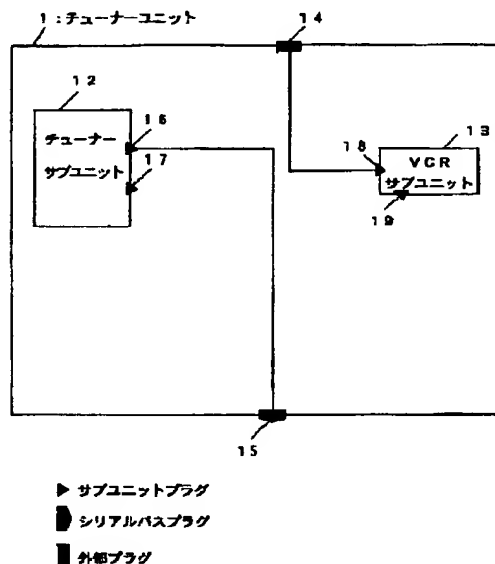 1：チューナーユニット
14
12
チューナー
サブユニット
16
17
13
18
VCR
サブユニット
19
15
サブユニットプラグ
シリアルバスプラグ
外部プラグ